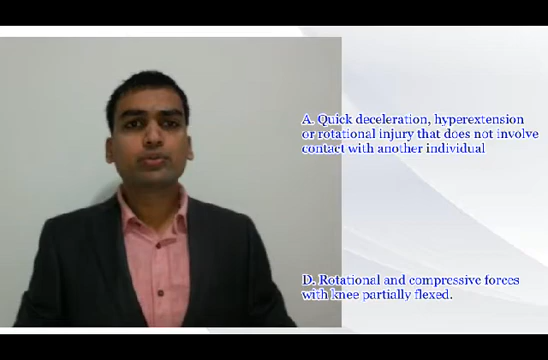 A. Quick deceleration, hyperextension
or rotational injury that does not involve
contact with another individual
D. Rotational and compressive forces
with knee partially flexed.